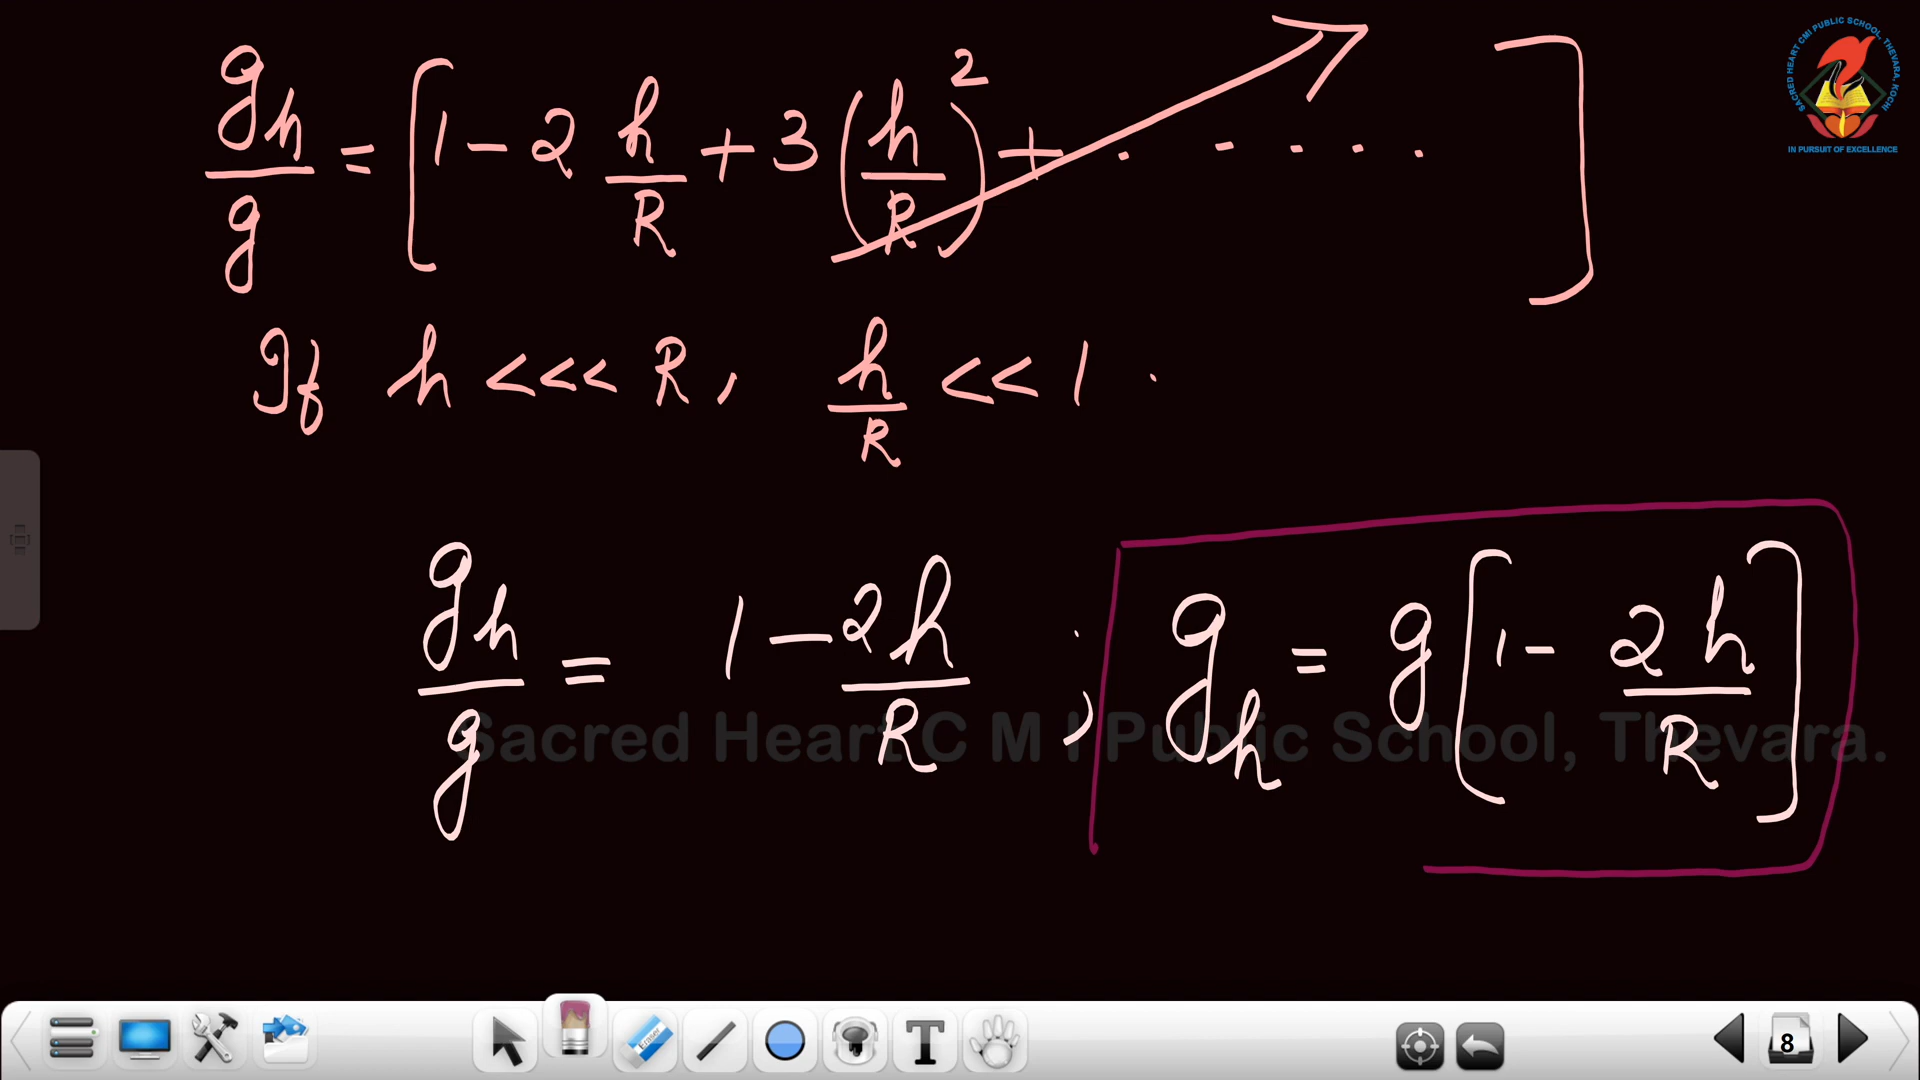 gₕ/g = [1 - 2 h/R + 3 (h/R)² + . - . . . ]
If h <<< R, h/R << 1 .
gₕ/g = 1 - 2h/R ; gₕ = g [1 - 2h/R]
Sacred Heart C M I Public School, Thevara.
SACRED HEART CMI PUBLIC SCHOOL, THEVARA, KOCHI
IN PURSUIT OF EXCELLENCE
Eraser
T
8